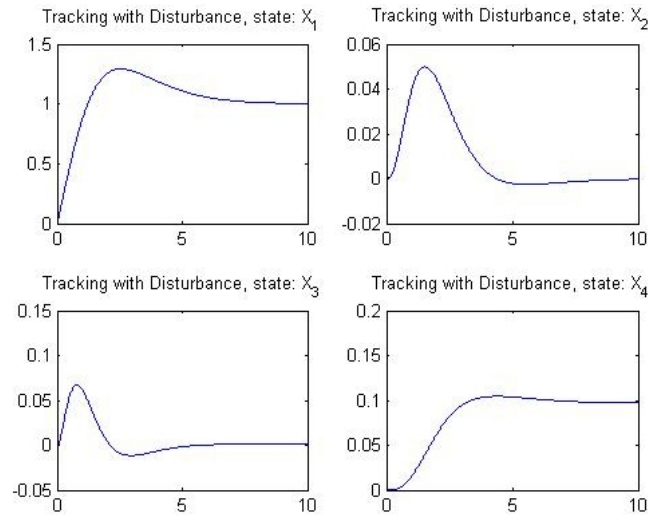 Tracking with Disturbance, state: X₁
1.5
1
0.5
0
0 5 10
Tracking with Disturbance, state: X₂
0.06
0.04
0.02
0
-0.02
0 5 10
Tracking with Disturbance, state: X₃
0.15
0.1
0.05
0
-0.05
0 5 10
Tracking with Disturbance, state: X₄
0.2
0.15
0.1
0.05
0
0 5 10